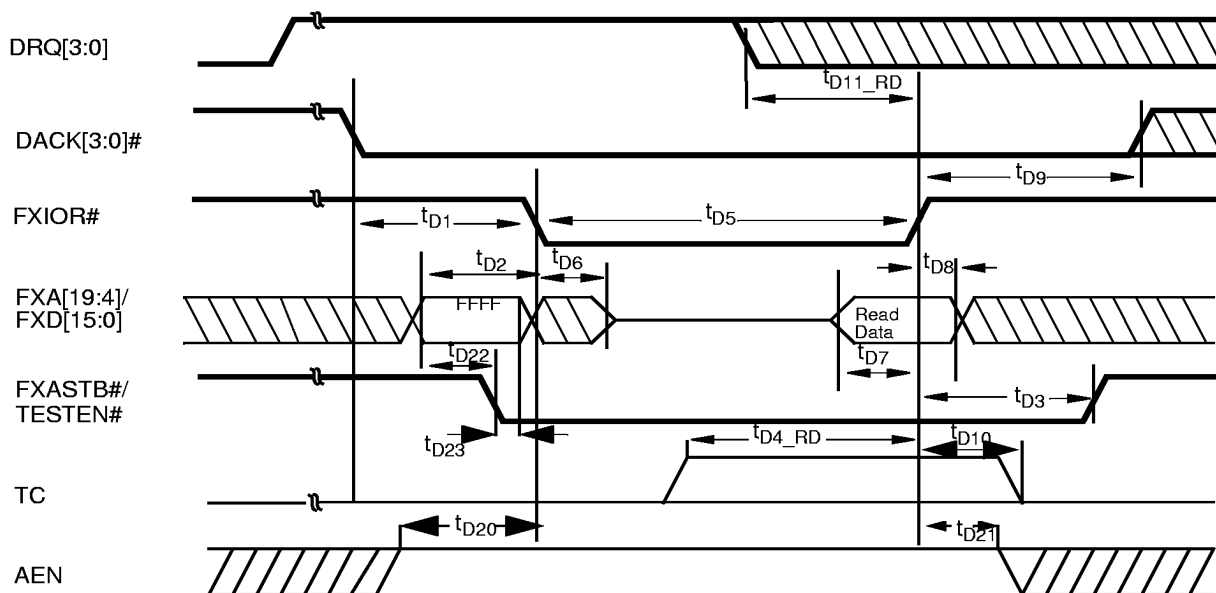 DRQ[3:0]
tD11_RD
DACK[3:0]#
tD9
FXIOR#
tD1
tD5
tD2
tD6
tD8
FXA[19:4]/
FXD[15:0]
FFFF
Read
Data
tD22
tD7
FXASTB#/
TESTEN#
tD3
tD23
tD4_RD
tD10
TC
tD20
tD21
AEN